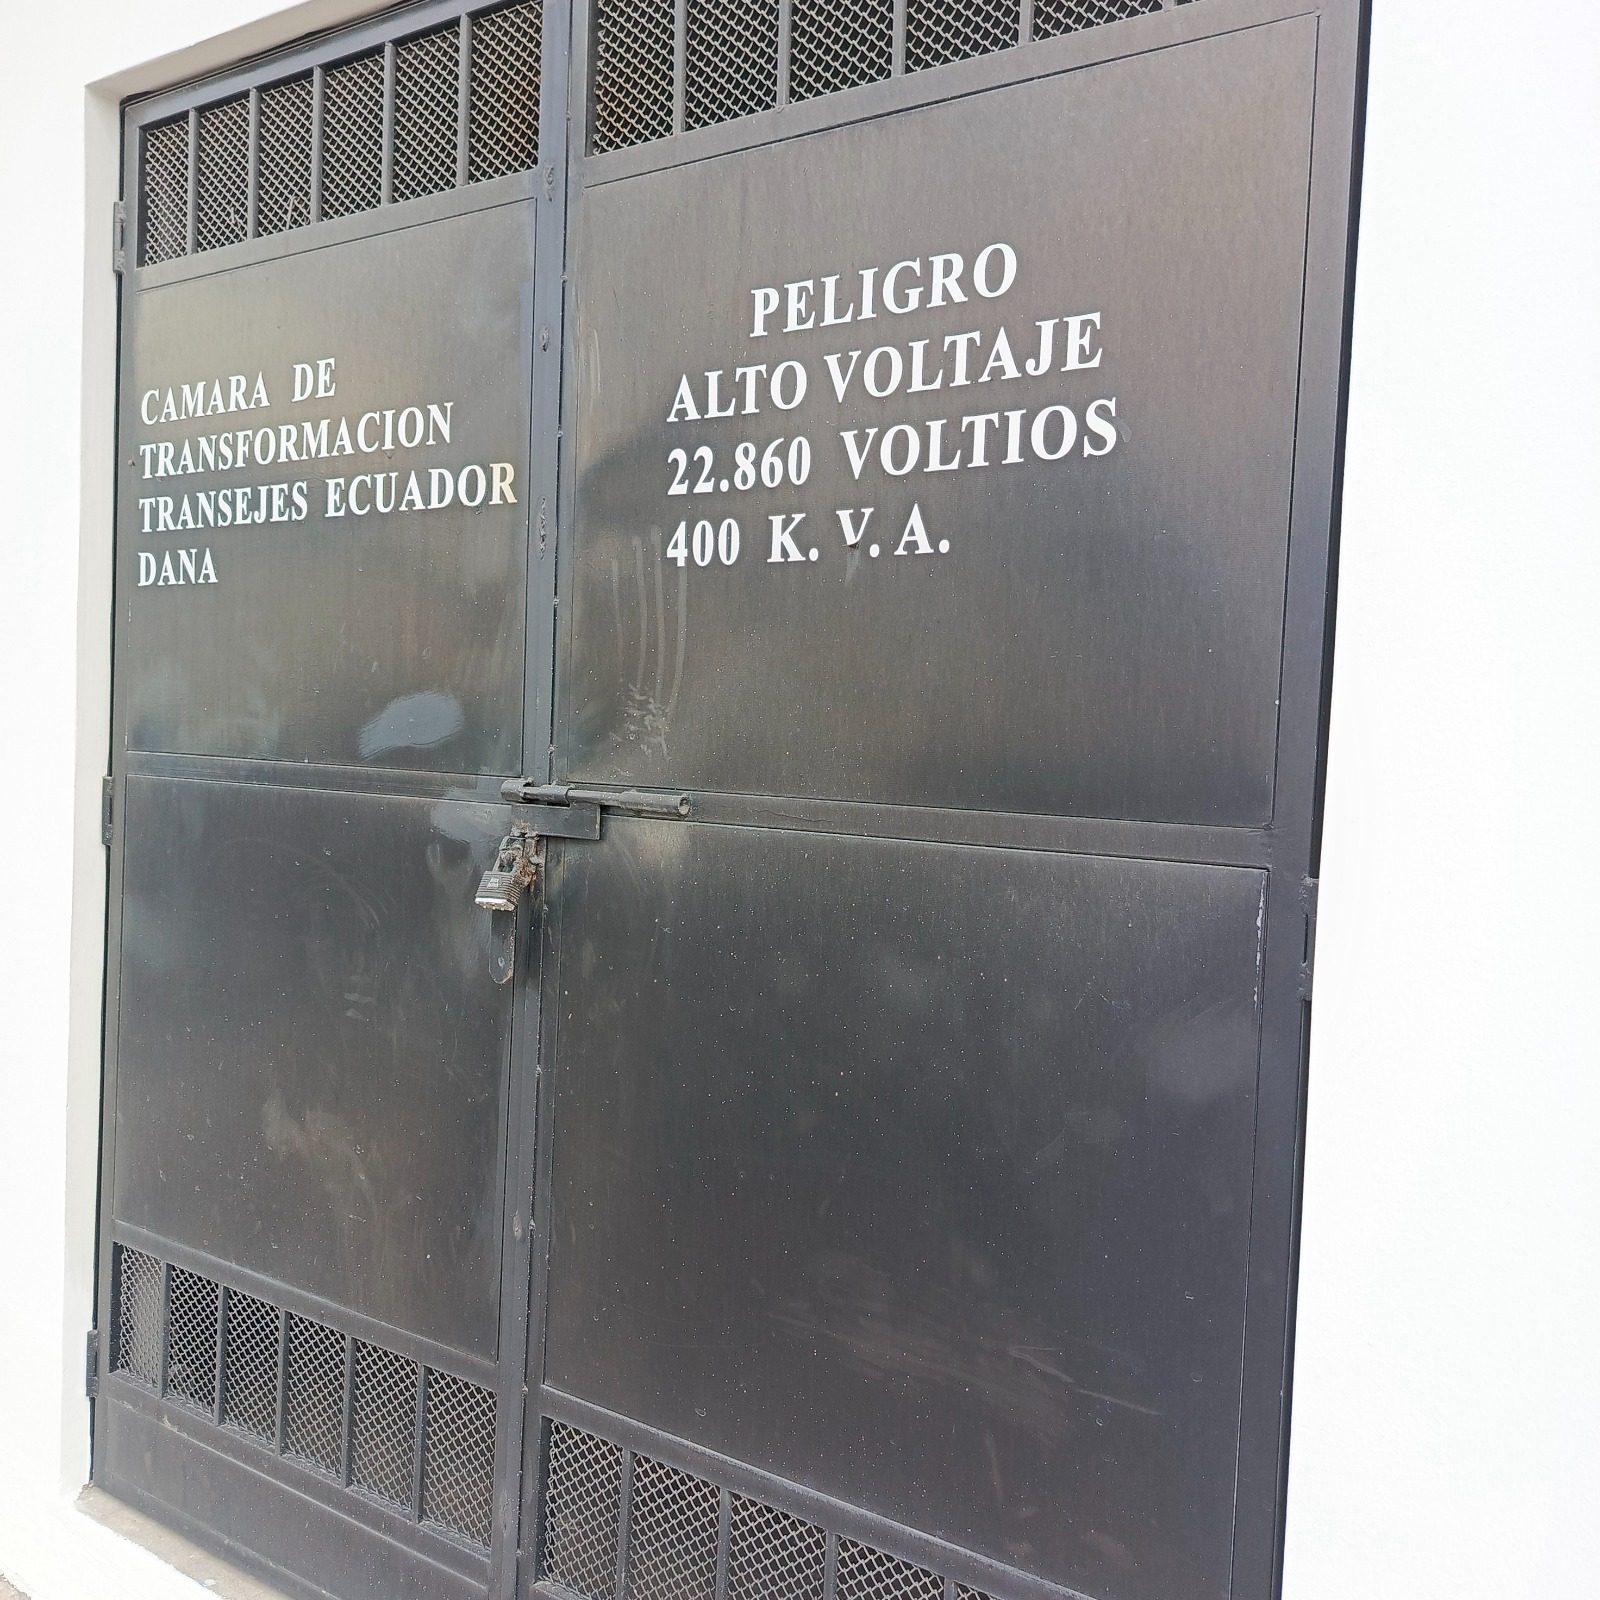 CAMARA DE
TRANSFORMACION
TRANSEJES ECUADOR
DANA
PELIGRO
ALTO VOLTAJE
22.860 VOLTIOS
400 K. V. A.